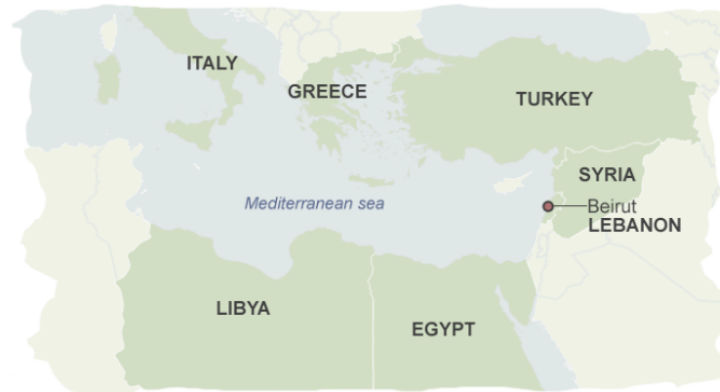 ITALY
GREECE
TURKEY
SYRIA
Mediterranean sea
Beirut
LEBANON
LIBYA
EGYPT